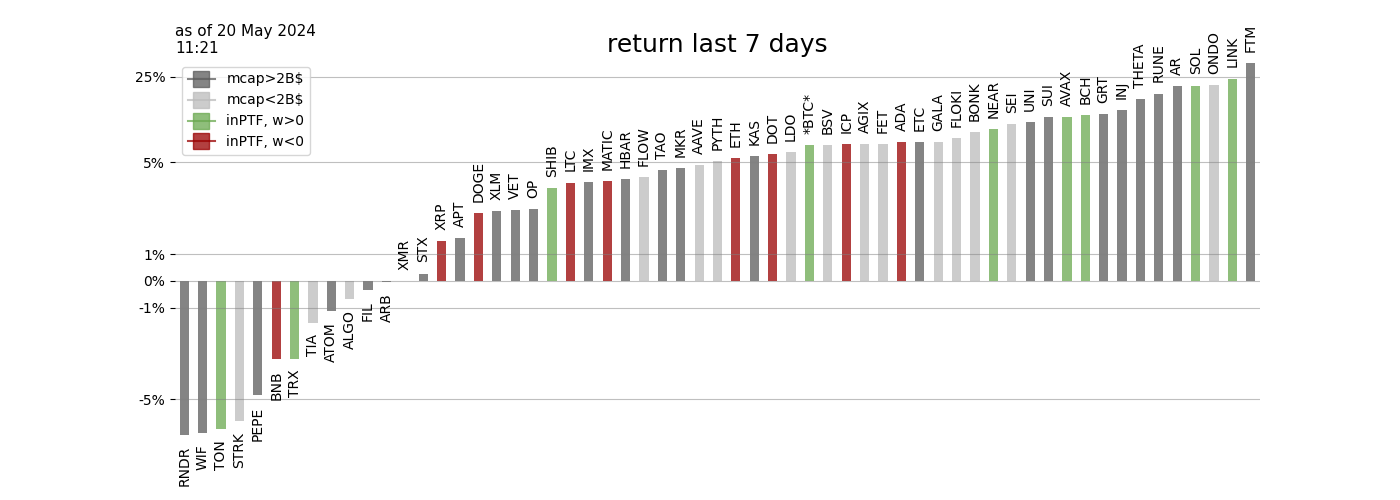 as of 20 May 2024
11:21
return last 7 days
mcap>2B$
mcap<2B$
inPTF, w>0
inPTF, w<0
25%
5%
1%
0%
-1%
-5%
RNDR
WIF
TON
STRK
PEPE
BNB
TRX
TIA
ATOM
ALGO
FIL
ARB
XMR
STX
XRP
APT
DOGE
XLM
VET
OP
SHIB
LTC
IMX
MATIC
HBAR
FLOW
TAO
MKR
AAVE
PYTH
ETH
KAS
DOT
LDO
*BTC*
BSV
ICP
AGIX
FET
ADA
ETC
GALA
FLOKI
BONK
NEAR
SEI
UNI
SUI
AVAX
BCH
GRT
INJ
THETA
RUNE
AR
SOL
ONDO
LINK
FTM